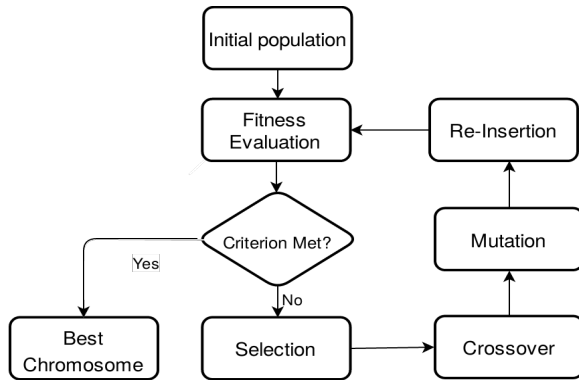 Initial population
Fitness
Evaluation
Re-Insertion
Criterion Met?
Mutation
Yes
No
Best
Chromosome
Selection
Crossover